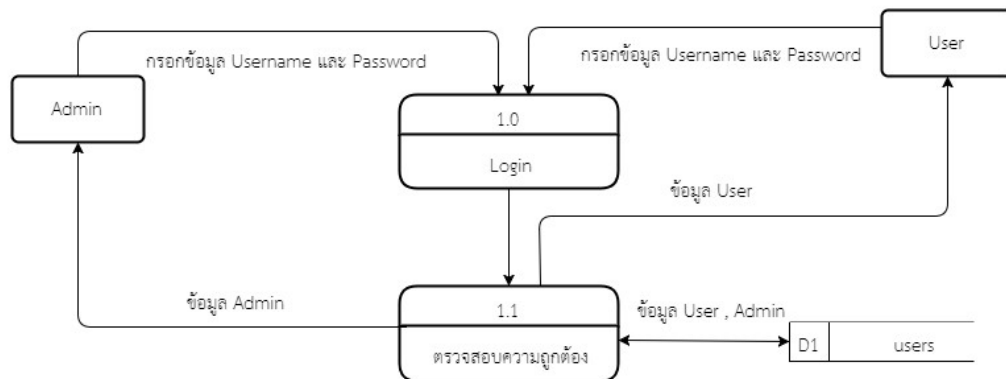 User
กรอกข้อมูล Username และ Password
กรอกข้อมูล Username และ Password
Admin
1.0
Login
ข้อมูล User
ข้อมูล Admin
1.1
ข้อมูล User , Admin
ตรวจสอบความถูกต้อง
D1
users